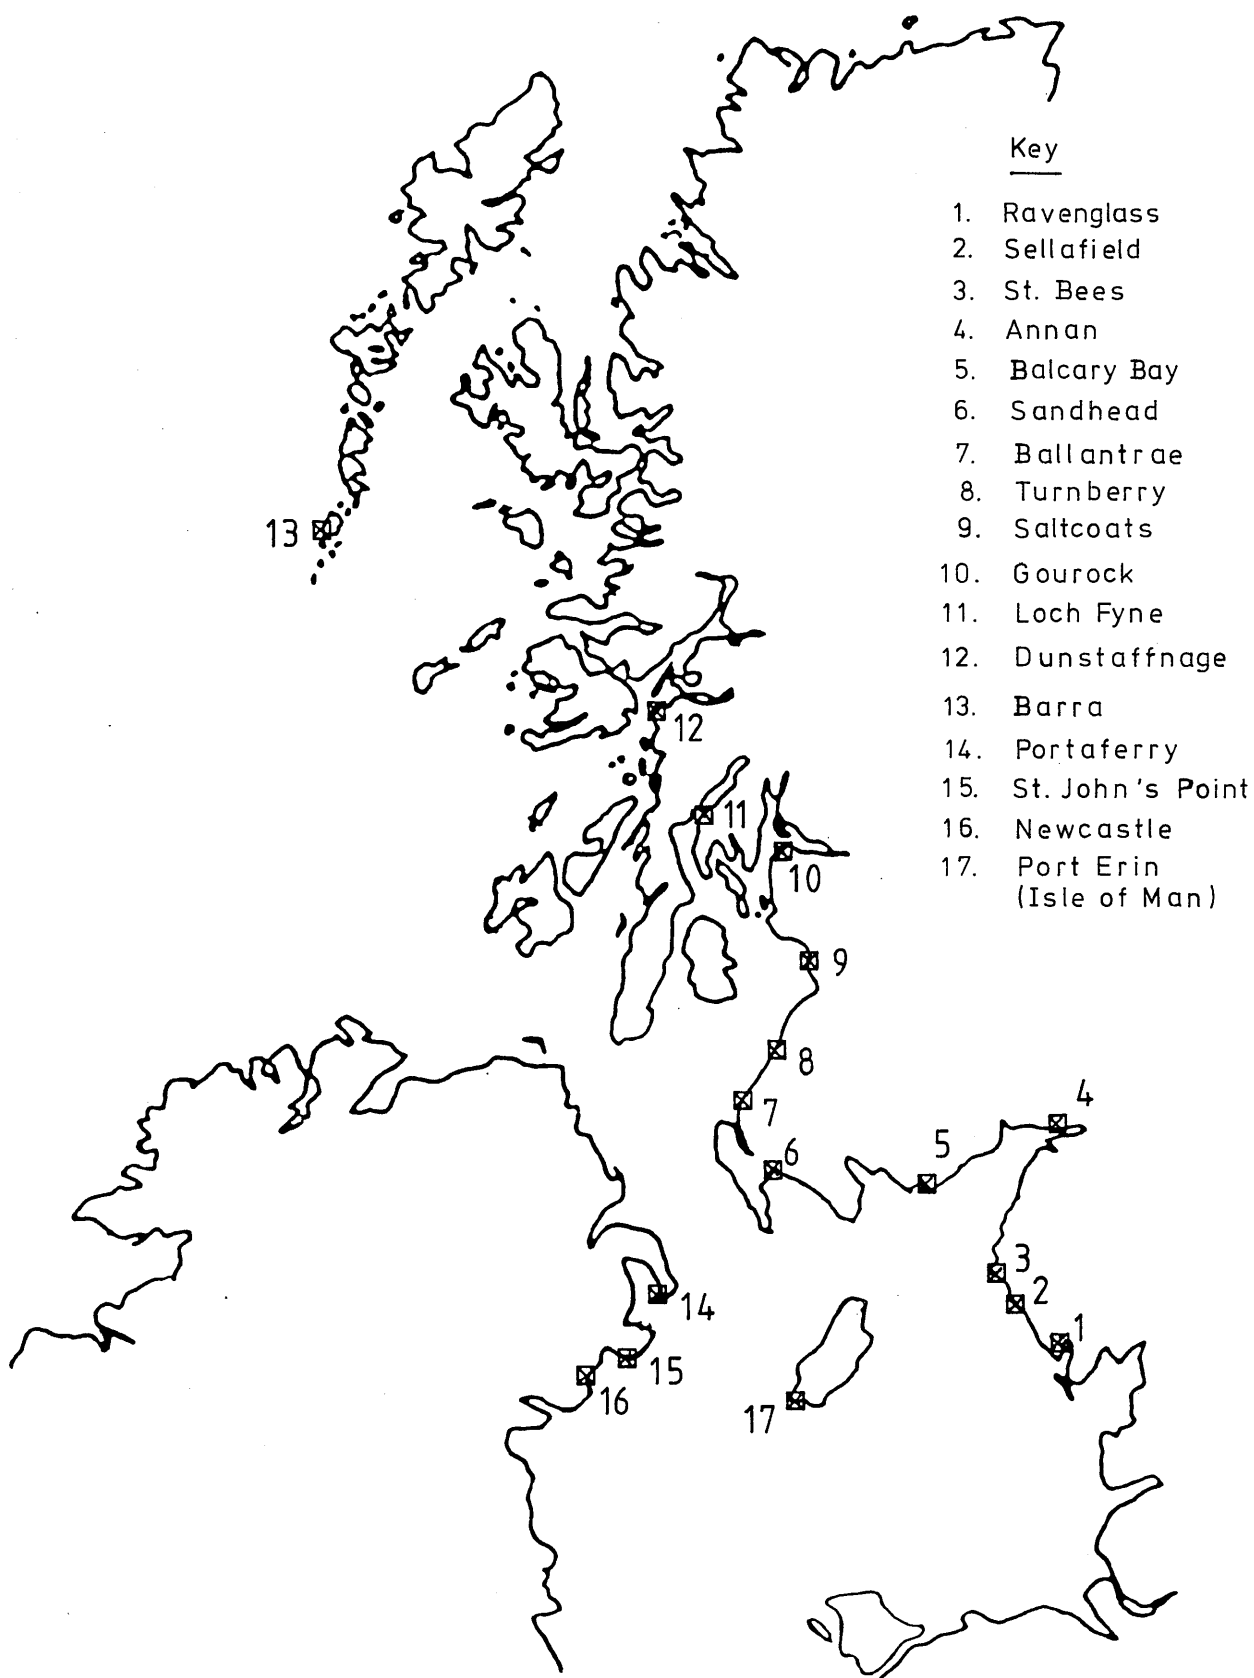 Key
1. Ravenglass
2. Sellafield
3. St. Bees
4. Annan
5. Balcary Bay
6. Sandhead
7. Ballantrae
8. Turnberry
9. Saltcoats
10. Gourock
11. Loch Fyne
12. Dunstaffnage
13. Barra
14. Portaferry
15. St. John's Point
16. Newcastle
17. Port Erin
(Isle of Man)
13
12
11
10
9
8
7
4
6
5
3
2
14
1
15
16
17